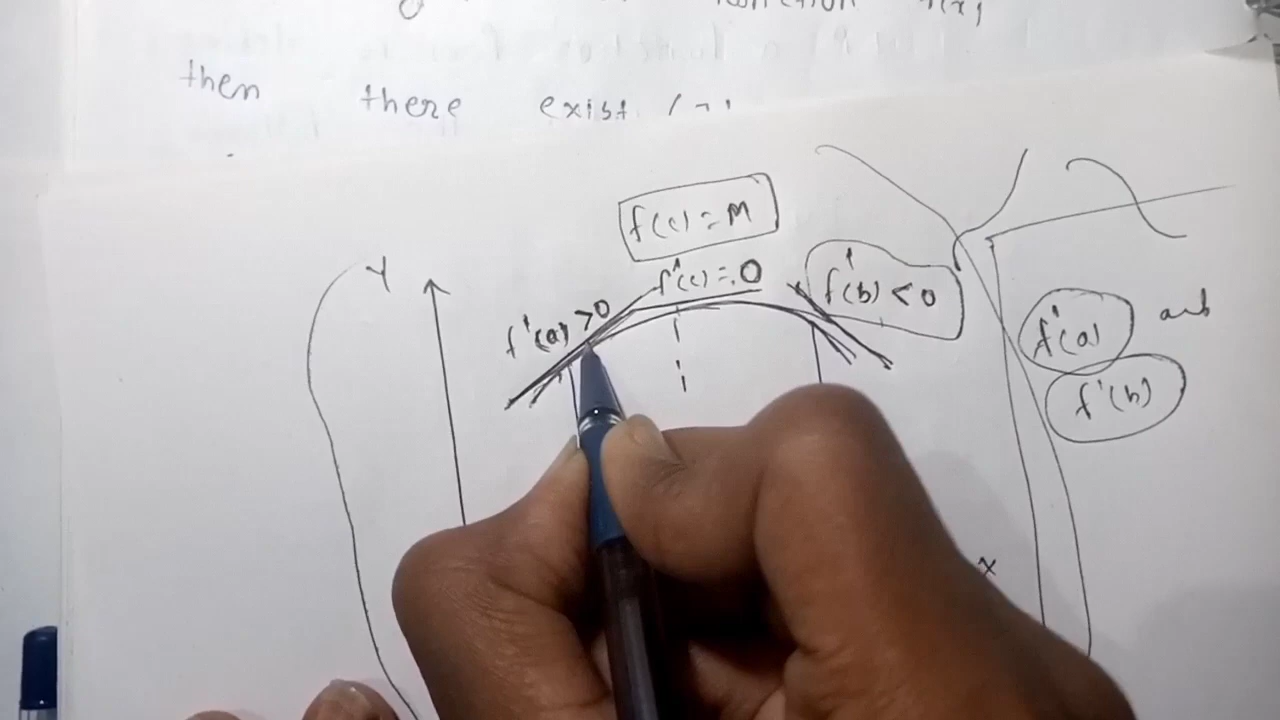 then there exist
f(c) = M
Y
f'(c) = 0
f'(a) > 0
f'(b) < 0
f'(a) and
f'(b)
X